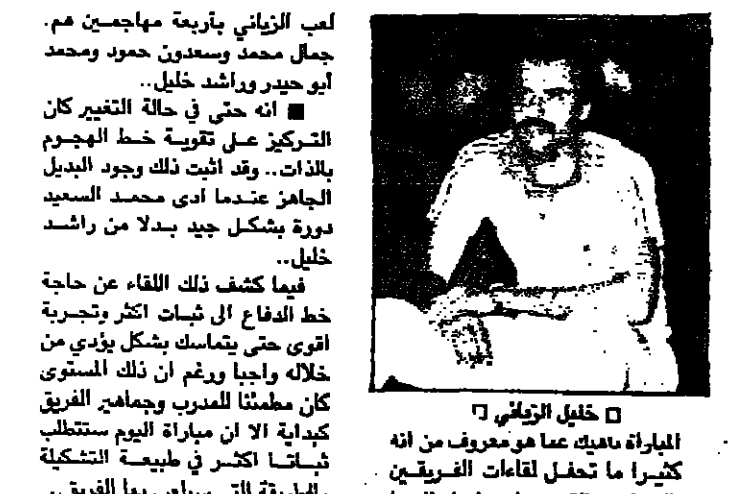 □ خليل الزياني □
المباراة ناهيك عما هو معروف من انه
كثيرا ما تحفل لقاءات الفريقين
لعب الزياني بأربعة مهاجمين هم.
جمال محمد وسعدون حمود ومحمد
أبو حيدر وراشد خليل..
■ انه حتى في حالة التغيير كان
التركيز على تقوية خط الهجوم
بالذات.. وقد اثبت ذلك وجود البديل
الجاهز عندما ادى محمد السعيد
دورة بشكل جيد بدلا من راشد
خليل..
فيما كشف ذلك اللقاء عن حاجة
خط الدفاع الى ثبات اكثر وتجربة
اقوى حتى يتماسك بشكل يؤدي من
خلاله واجبا ورغم ان ذلك المستوى
كان مطمئنا للمدرب وجماهير الفريق
كبداية الا ان مباراة اليوم ستتطلب
ثباتا اكثر في طبيعة التشكيلة